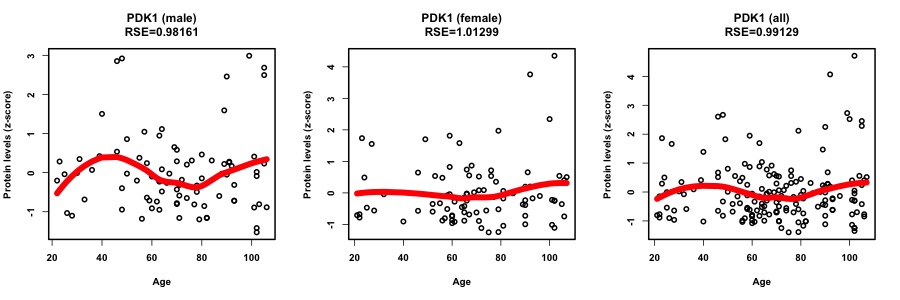 PDK1 (male)
RSE=0.98161
Protein levels (z-score)
3
2
1
0
-1
20 40 60 80 100
Age
PDK1 (female)
RSE=1.01299
Protein levels (z-score)
4
3
2
1
0
-1
20 40 60 80 100
Age
PDK1 (all)
RSE=0.99129
Protein levels (z-score)
4
3
2
1
0
-1
20 40 60 80 100
Age